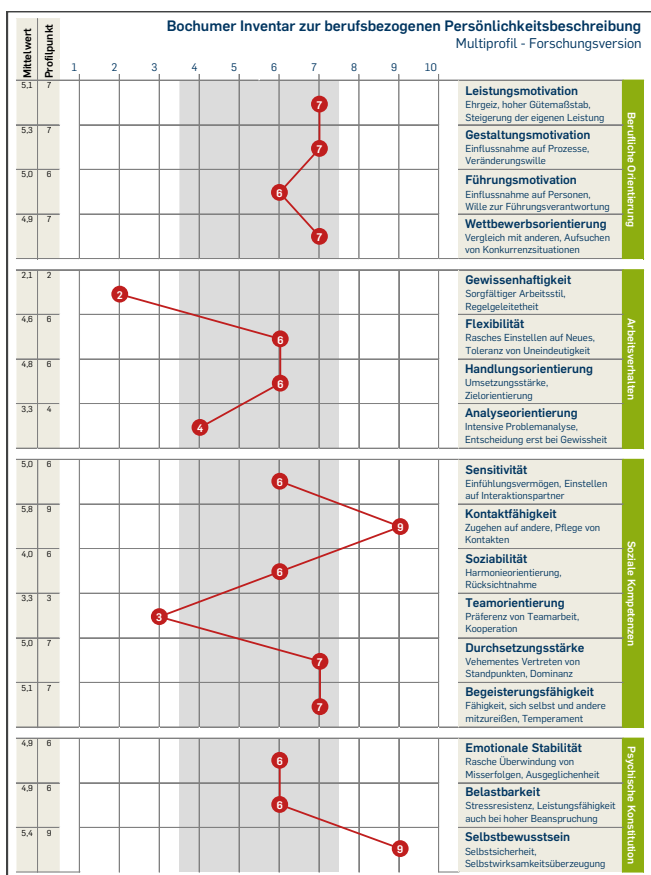 Bochumer Inventar zur berufsbezogenen Persönlichkeitsbeschreibung
Multiprofil - Forschungsversion
Mittelwert
Profilpunkt
1 2 3 4 5 6 7 8 9 10
5,1 7
7
Leistungsmotivation
Ehrgeiz, hoher Gütemaßstab,
Steigerung der eigenen Leistung
5,3 7
7
Gestaltungsmotivation
Einflussnahme auf Prozesse,
Veränderungswille
5,0 6
6
Führungsmotivation
Einflussnahme auf Personen,
Wille zur Führungsverantwortung
4,9 7
7
Wettbewerbsorientierung
Vergleich mit anderen, Aufsuchen
von Konkurrenzsituationen
Berufliche Orientierung
2,1 2
2
Gewissenhaftigkeit
Sorgfältiger Arbeitsstil,
Regelgeleitetheit
4,6 6
6
Flexibilität
Rasches Einstellen auf Neues,
Toleranz von Uneindeutigkeit
4,8 6
6
Handlungsorientierung
Umsetzungsstärke,
Zielorientierung
3,3 4
4
Analyseorientierung
Intensive Problemanalyse,
Entscheidung erst bei Gewissheit
Arbeitsverhalten
5,0 6
6
Sensitivität
Einfühlungsvermögen, Einstellen
auf Interaktionspartner
5,8 9
9
Kontaktfähigkeit
Zugehen auf andere, Pflege von
Kontakten
4,0 6
6
Soziabilität
Harmonieorientierung,
Rücksichtnahme
3,3 3
3
Teamorientierung
Präferenz von Teamarbeit,
Kooperation
5,0 7
7
Durchsetzungsstärke
Vehementes Vertreten von
Standpunkten, Dominanz
5,1 7
7
Begeisterungsfähigkeit
Fähigkeit, sich selbst und andere
mitzureißen, Temperament
Soziale Kompetenzen
4,9 6
6
Emotionale Stabilität
Rasche Überwindung von
Misserfolgen, Ausgeglichenheit
4,9 6
6
Belastbarkeit
Stressresistenz, Leistungsfähigkeit
auch bei hoher Beanspruchung
5,4 9
9
Selbstbewusstsein
Selbstsicherheit,
Selbstwirksamkeitsüberzeugung
Psychische Konstitution